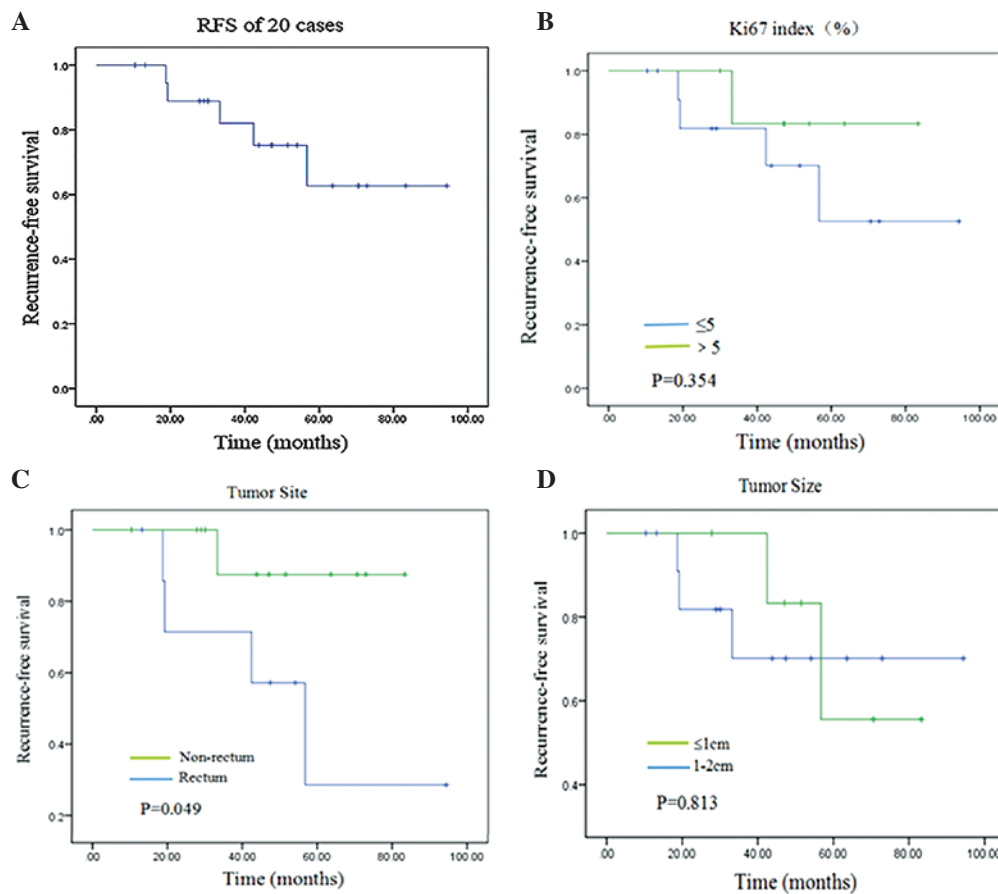 A
RFS of 20 cases
Recurrence-free survival
1.0
0.8
0.6
0.4
0.2
0.0
.00 20.00 40.00 60.00 80.00 100.00
Time (months)
B
Ki67 index（%）
Recurrence-free survival
1.0
0.8
0.6
0.4
0.2
0.0
≤5
> 5
P=0.354
.00 20.00 40.00 60.00 80.00 100.00
Time (months)
C
Tumor Site
Recurrence-free survival
1.0
0.8
0.6
0.4
0.2
Non-rectum
Rectum
P=0.049
.00 20.00 40.00 60.00 80.00 100.00
Time (months)
D
Tumor Size
Recurrence-free survival
1.0
0.8
0.6
0.4
≤1cm
1-2cm
P=0.813
.00 20.00 40.00 60.00 80.00 100.00
Time (months)